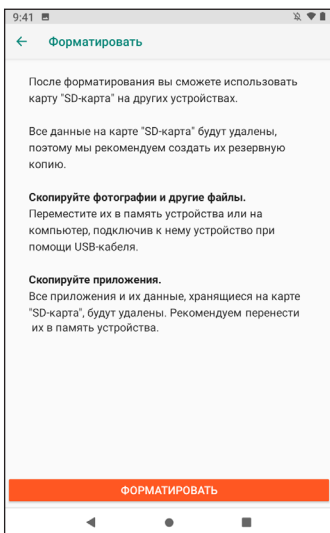 9:41
Форматировать
После форматирования вы сможете использовать
карту "SD-карта" на других устройствах.
Все данные на карте "SD-карта" будут удалены,
поэтому мы рекомендуем создать их резервную
копию.
Скопируйте фотографии и другие файлы.
Переместите их в память устройства или на
компьютер, подключив к нему устройство при
помощи USB-кабеля.
Скопируйте приложения.
Все приложения и их данные, хранящиеся на карте
"SD-карта", будут удалены. Рекомендуем перенести
их в память устройства.
ФОРМАТИРОВАТЬ